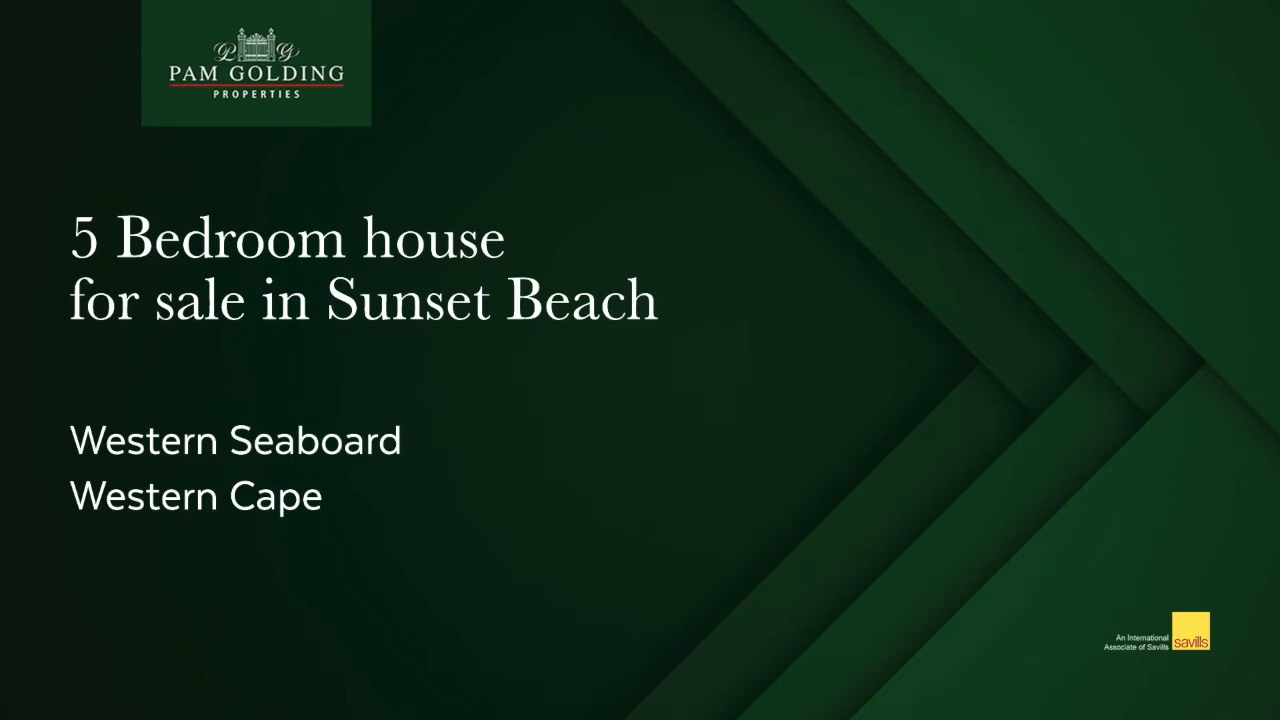 PAM GOLDING
PROPERTIES
5 Bedroom house
for sale in Sunset Beach
Western Seaboard
Western Cape
An International
Associate of Savills
savills